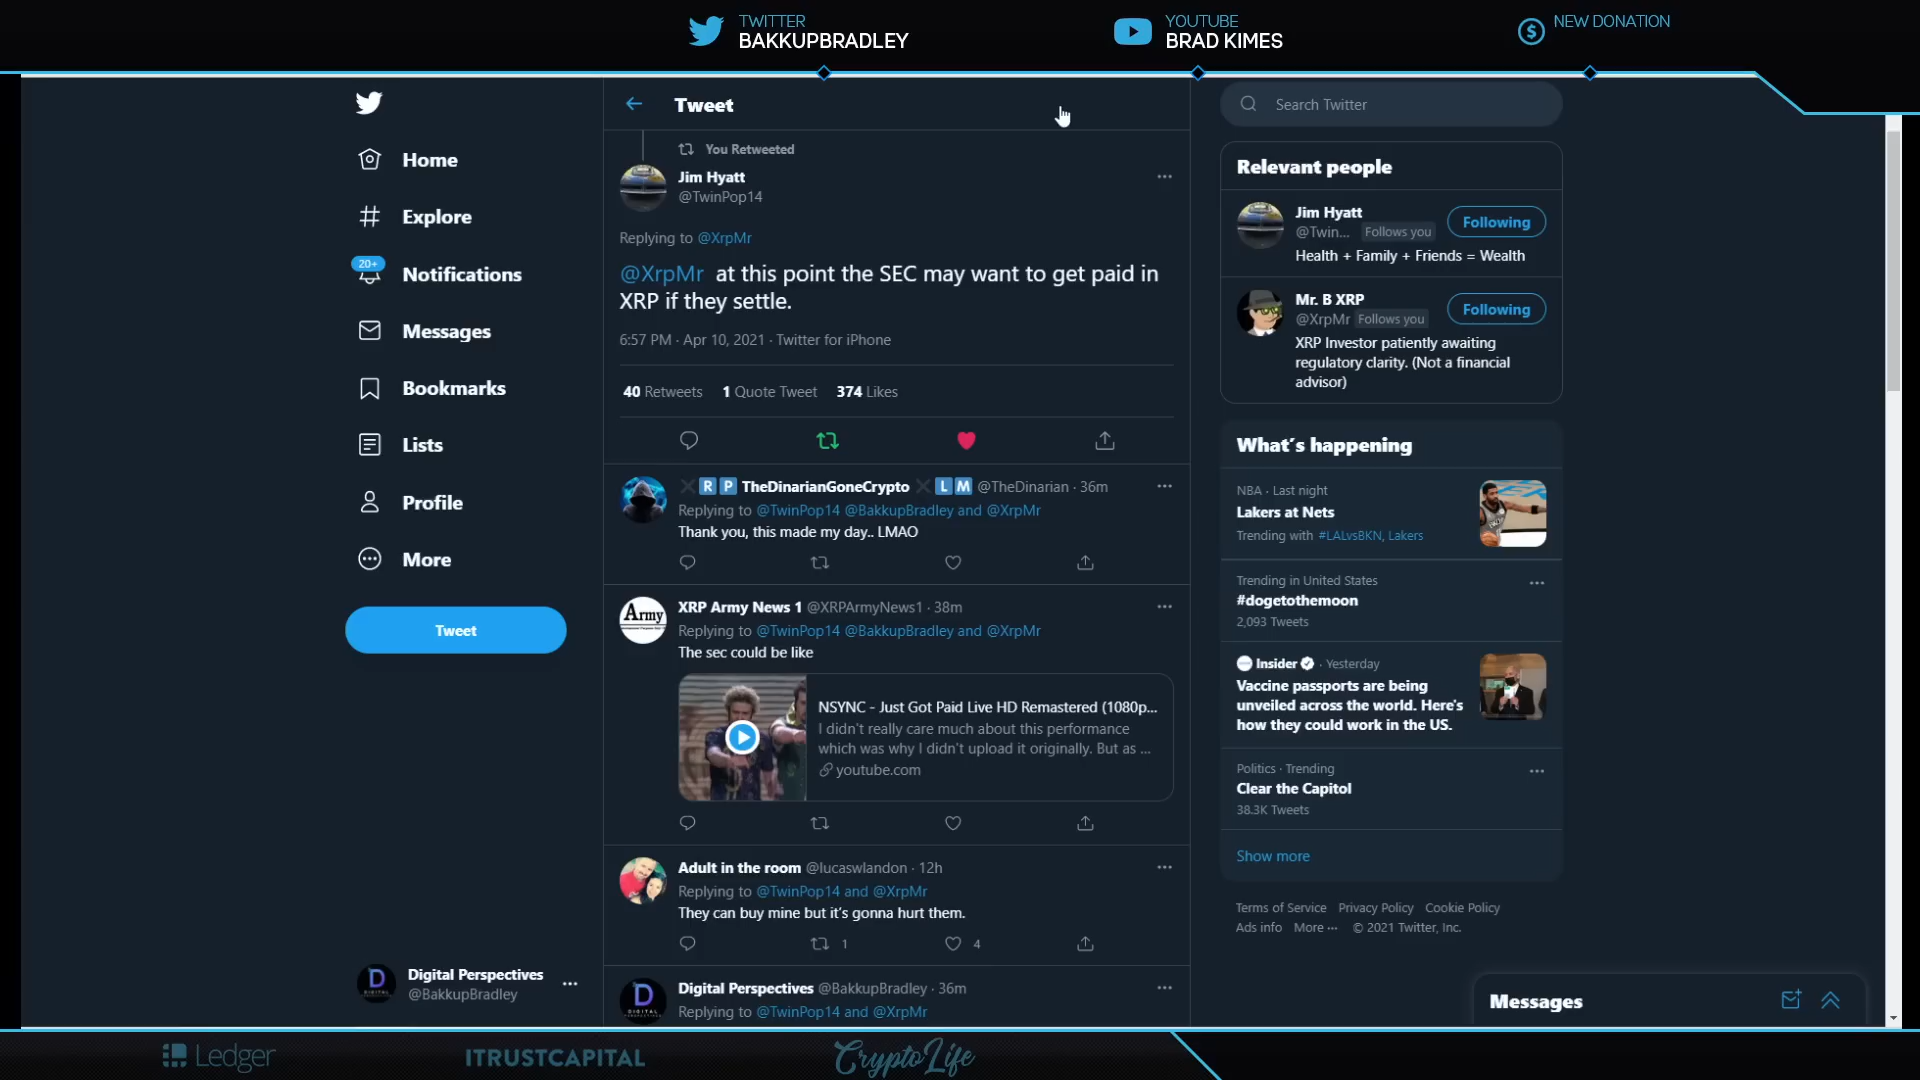 TWITTER
BAKKUPBRADLEY
YOUTUBE
BRAD KIMES
NEW DONATION
Home
Explore
20+
Notifications
Messages
Bookmarks
Lists
Profile
More
Tweet
Digital Perspectives
@BakkupBradley
Tweet
You Retweeted
Jim Hyatt
@TwinPop14
Replying to @XrpMr
@XrpMr at this point the SEC may want to get paid in
XRP if they settle.
6:57 PM · Apr 10, 2021 · Twitter for iPhone
40 Retweets 1 Quote Tweet 374 Likes
❌🇷🇵 TheDinarianGoneCrypto ❌🇱🇲 @TheDinarian · 36m
Replying to @TwinPop14 @BakkupBradley and @XrpMr
Thank you, this made my day.. LMAO
Army
XRP Army News 1 @XRPArmyNews1 · 38m
Replying to @TwinPop14 @BakkupBradley and @XrpMr
The sec could be like
NSYNC - Just Got Paid Live HD Remastered (1080p...
I didn't really care much about this performance
which was why I didn't upload it originally. But as ...
youtube.com
Adult in the room @lucaswlandon · 12h
Replying to @TwinPop14 and @XrpMr
They can buy mine but it's gonna hurt them.
1 4
Digital Perspectives @BakkupBradley · 36m
Replying to @TwinPop14 and @XrpMr
Search Twitter
Relevant people
Jim Hyatt
@Twin... Follows you
Following
Health + Family + Friends = Wealth
Mr. B XRP
@XrpMr Follows you
Following
XRP Investor patiently awaiting
regulatory clarity. (Not a financial
advisor)
What's happening
NBA · Last night
Lakers at Nets
Trending with #LALvsBKN, Lakers
Trending in United States
#dogetothemoon
2,093 Tweets
Insider · Yesterday
Vaccine passports are being
unveiled across the world. Here's
how they could work in the US.
Politics · Trending
Clear the Capitol
38.3K Tweets
Show more
Terms of Service Privacy Policy Cookie Policy
Ads info More ··· © 2021 Twitter, Inc.
Messages
Ledger
ITRUSTCAPITAL
CryptoLife